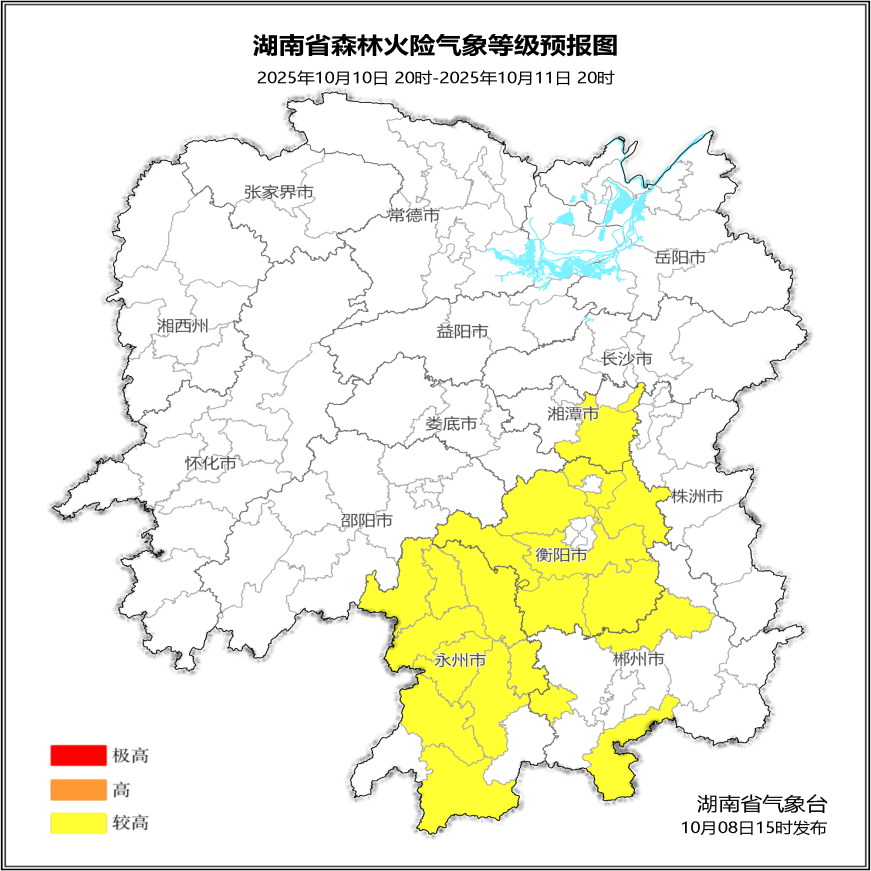 湖南省森林火险气象等级预报图
2025年10月10日 20时-2025年10月11日 20时
张家界市
常德市
岳阳市
湘西州
益阳市
长沙市
湘潭市
娄底市
怀化市
株洲市
邵阳市
衡阳市
永州市
郴州市
极高
高
较高
湖南省气象台
10月08日15时发布